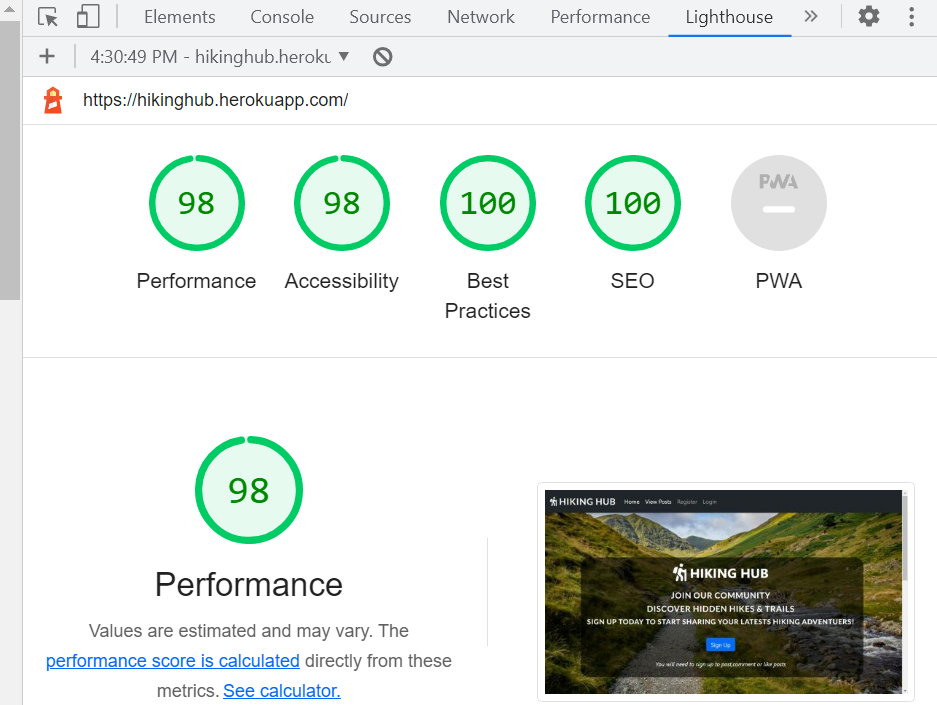 Elements Console Sources Network Performance Lighthouse
4:30:49 PM - hikinghub.heroku
https://hikinghub.herokuapp.com/
98 98 100 100 PWA
Performance Accessibility Best Practices SEO PWA
98
Performance
Values are estimated and may vary. The
performance score is calculated directly from these
metrics. See calculator.
HIKING HUB Home View Posts Register Login
HIKING HUB
JOIN OUR COMMUNITY
DISCOVER HIDDEN HIKES & TRAILS
SIGN UP TODAY TO START SHARING YOUR LATESTS HIKING ADVENTUERS!
Sign Up
You will need to sign up to post,comment or like posts